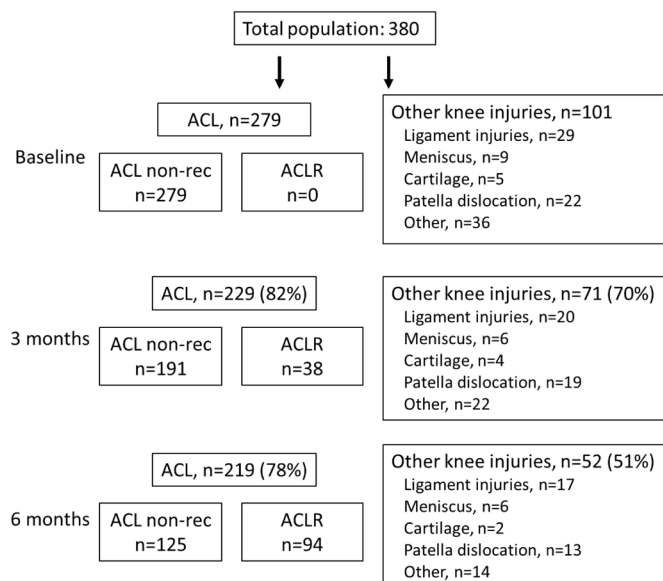 Total population: 380
ACL, n=279
Other knee injuries, n=101
Ligament injuries, n=29
Meniscus, n=9
Cartilage, n=5
Patella dislocation, n=22
Other, n=36
Baseline
ACL non-rec
n=279
ACLR
n=0
ACL, n=229 (82%)
Other knee injuries, n=71 (70%)
Ligament injuries, n=20
Meniscus, n=6
Cartilage, n=4
Patella dislocation, n=19
Other, n=22
3 months
ACL non-rec
n=191
ACLR
n=38
ACL, n=219 (78%)
Other knee injuries, n=52 (51%)
Ligament injuries, n=17
Meniscus, n=6
Cartilage, n=2
Patella dislocation, n=13
Other, n=14
6 months
ACL non-rec
n=125
ACLR
n=94